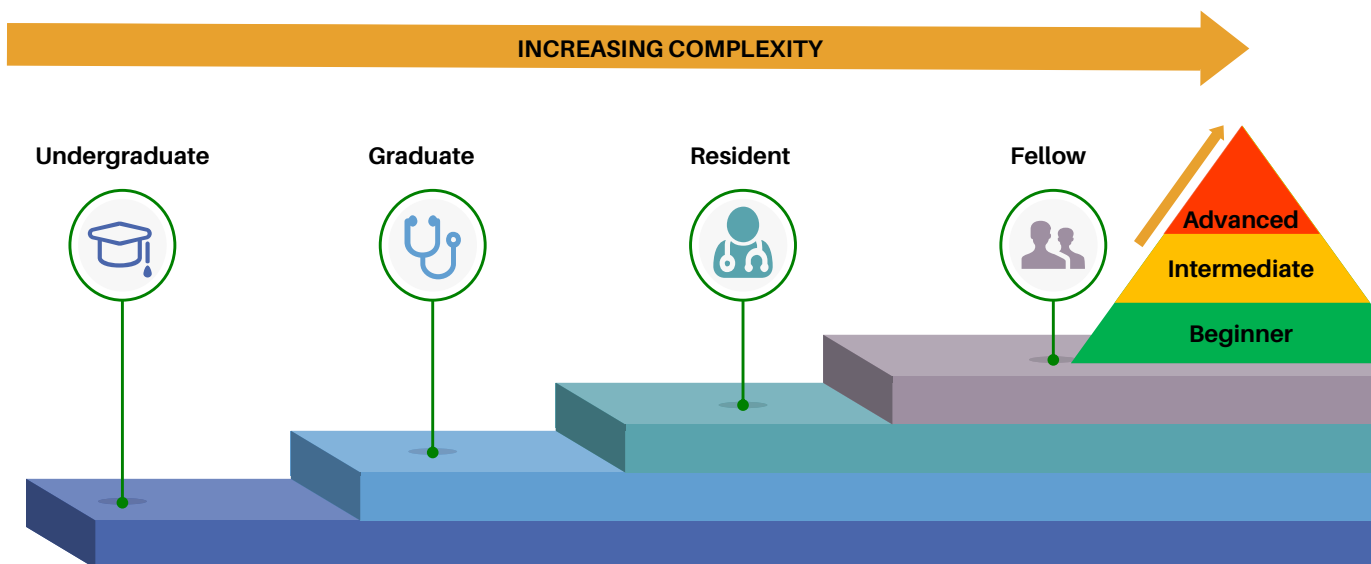 INCREASING COMPLEXITY
Undergraduate
Graduate
Resident
Fellow
Advanced
Intermediate
Beginner